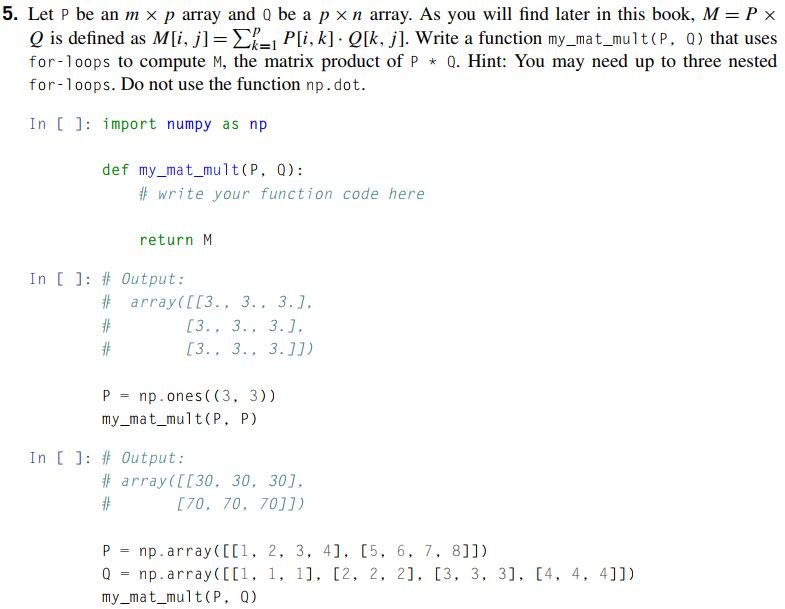 5. Let P be an m × p array and Q be a p × n array. As you will find later in this book, M = P ×
Q is defined as M[i, j] = ∑ᵖₖ₌₁ P[i, k] · Q[k, j]. Write a function my_mat_mult(P, Q) that uses
for-loops to compute M, the matrix product of P * Q. Hint: You may need up to three nested
for-loops. Do not use the function np.dot.
In [ ]: import numpy as np
def my_mat_mult(P, Q):
# write your function code here
return M
In [ ]: # Output:
# array([[3., 3., 3.],
# [3., 3., 3.],
# [3., 3., 3.]])
P = np.ones((3, 3))
my_mat_mult(P, P)
In [ ]: # Output:
# array([[30, 30, 30],
# [70, 70, 70]])
P = np.array([[1, 2, 3, 4], [5, 6, 7, 8]])
Q = np.array([[1, 1, 1], [2, 2, 2], [3, 3, 3], [4, 4, 4]])
my_mat_mult(P, Q)